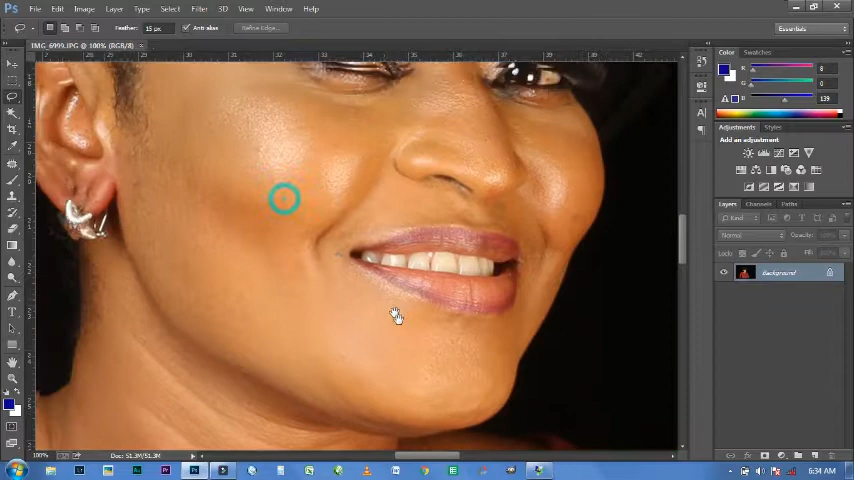 Ps File Edit Image Layer Type Select Filter 3D View Window Help
Feather: 15 px Anti-alias Refine Edge... Essentials
IMG_6999.JPG @ 100% (RGB/8)
Color Swatches
R 8
G 0
B 139
Adjustments Styles
Add an adjustment
Layers Channels Paths
Kind
Normal Opacity:
Lock: Fill:
Background
100% Doc: 51.3M/51.3M
6:34 AM